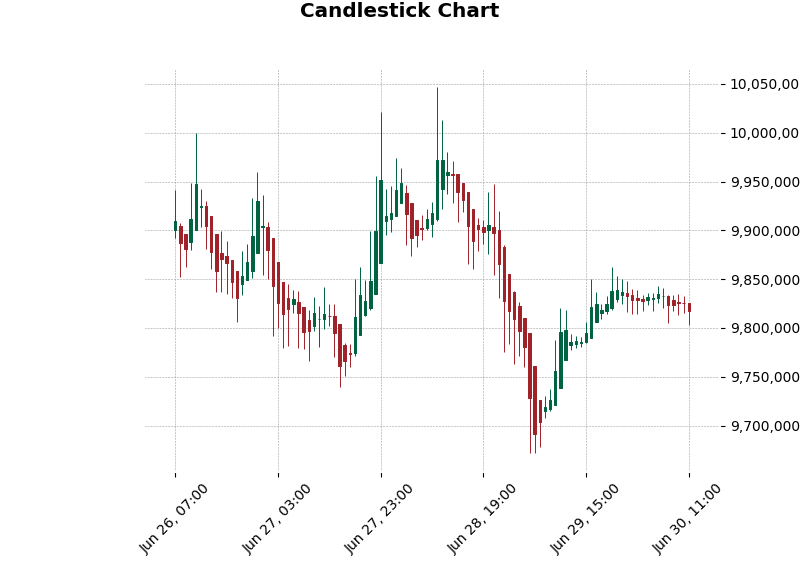 Candlestick Chart
10,050,00
10,000,00
9,950,000
9,900,000
9,850,000
9,800,000
9,750,000
9,700,000
Jun 26, 07:00
Jun 27, 03:00
Jun 27, 23:00
Jun 28, 19:00
Jun 29, 15:00
Jun 30, 11:00